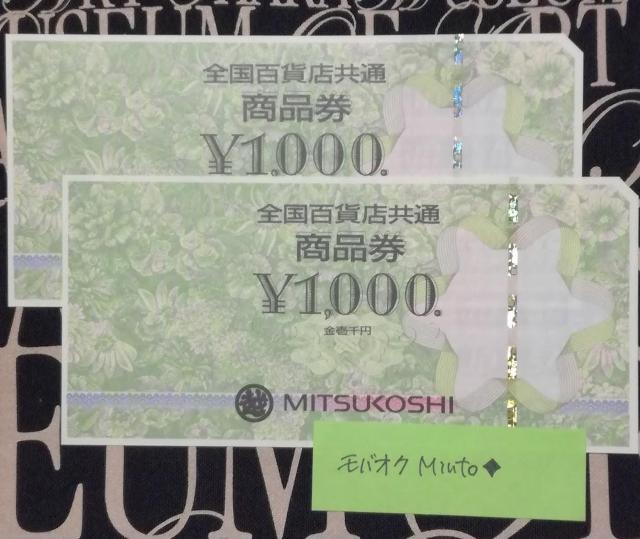 全国百貨店共通
商品券
¥1,000.
全国百貨店共通
商品券
¥1,000.
金壱千円
越 MITSUKOSHI
モバオク Miuto◆